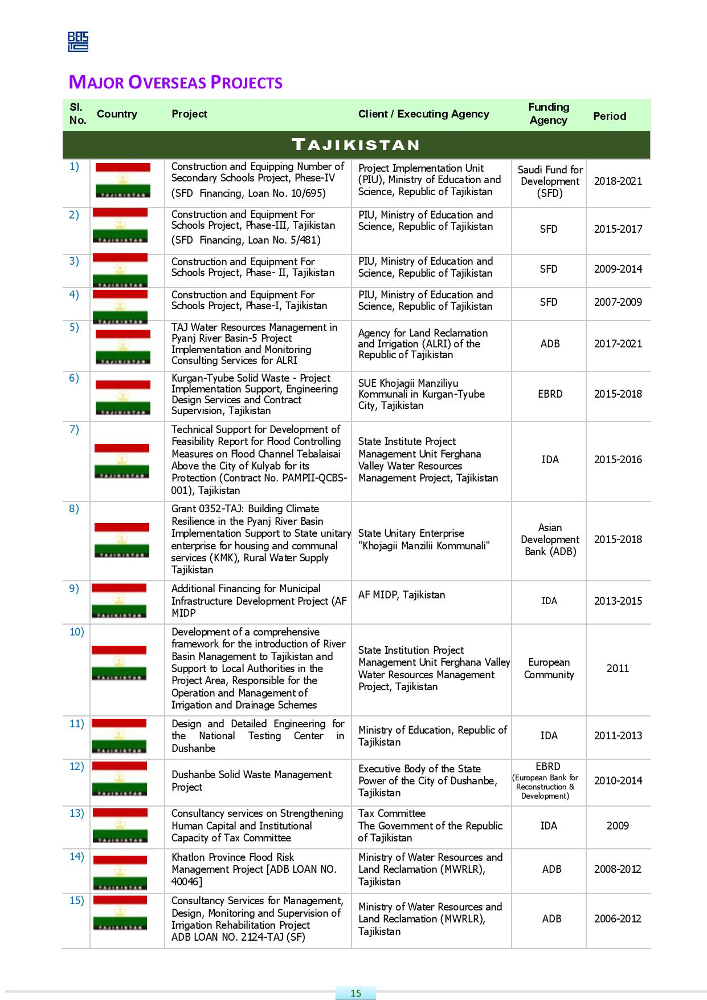 BETS
LTD
MAJOR OVERSEAS PROJECTS
Sl.
No.
Country
Project
Client / Executing Agency
Funding
Agency
Period
TAJIKISTAN
1)
TAJIKISTAN
Construction and Equipping Number of
Secondary Schools Project, Phese-IV
(SFD Financing, Loan No. 10/695)
Project Implementation Unit
(PIU), Ministry of Education and
Science, Republic of Tajikistan
Saudi Fund for
Development
(SFD)
2018-2021
2)
TAJIKISTAN
Construction and Equipment For
Schools Project, Phase-III, Tajikistan
(SFD Financing, Loan No. 5/481)
PIU, Ministry of Education and
Science, Republic of Tajikistan
SFD
2015-2017
3)
TAJIKISTAN
Construction and Equipment For
Schools Project, Phase- II, Tajikistan
PIU, Ministry of Education and
Science, Republic of Tajikistan
SFD
2009-2014
4)
TAJIKISTAN
Construction and Equipment For
Schools Project, Phase-I, Tajikistan
PIU, Ministry of Education and
Science, Republic of Tajikistan
SFD
2007-2009
5)
TAJIKISTAN
TAJ Water Resources Management in
Pyanj River Basin-5 Project
Implementation and Monitoring
Consulting Services for ALRI
Agency for Land Reclamation
and Irrigation (ALRI) of the
Republic of Tajikistan
ADB
2017-2021
6)
TAJIKISTAN
Kurgan-Tyube Solid Waste - Project
Implementation Support, Engineering
Design Services and Contract
Supervision, Tajikistan
SUE Khojagii Manziliyu
Kommunali in Kurgan-Tyube
City, Tajikistan
EBRD
2015-2018
7)
TAJIKISTAN
Technical Support for Development of
Feasibility Report for Flood Controlling
Measures on Flood Channel Tebalaisai
Above the City of Kulyab for its
Protection (Contract No. PAMPII-QCBS-
001), Tajikistan
State Institute Project
Management Unit Ferghana
Valley Water Resources
Management Project, Tajikistan
IDA
2015-2016
8)
TAJIKISTAN
Grant 0352-TAJ: Building Climate
Resilience in the Pyanj River Basin
Implementation Support to State unitary
enterprise for housing and communal
services (KMK), Rural Water Supply
Tajikistan
State Unitary Enterprise
"Khojagii Manzilii Kommunali"
Asian
Development
Bank (ADB)
2015-2018
9)
TAJIKISTAN
Additional Financing for Municipal
Infrastructure Development Project (AF
MIDP
AF MIDP, Tajikistan
IDA
2013-2015
10)
TAJIKISTAN
Development of a comprehensive
framework for the introduction of River
Basin Management to Tajikistan and
Support to Local Authorities in the
Project Area, Responsible for the
Operation and Management of
Irrigation and Drainage Schemes
State Institution Project
Management Unit Ferghana Valley
Water Resources Management
Project, Tajikistan
European
Community
2011
11)
TAJIKISTAN
Design and Detailed Engineering for
the National Testing Center in
Dushanbe
Ministry of Education, Republic of
Tajikistan
IDA
2011-2013
12)
TAJIKISTAN
Dushanbe Solid Waste Management
Project
Executive Body of the State
Power of the City of Dushanbe,
Tajikistan
EBRD
(European Bank for
Reconstruction &
Development)
2010-2014
13)
TAJIKISTAN
Consultancy services on Strengthening
Human Capital and Institutional
Capacity of Tax Committee
Tax Committee
The Government of the Republic
of Tajikistan
IDA
2009
14)
TAJIKISTAN
Khatlon Province Flood Risk
Management Project [ADB LOAN NO.
40046]
Ministry of Water Resources and
Land Reclamation (MWRLR),
Tajikistan
ADB
2008-2012
15)
TAJIKISTAN
Consultancy Services for Management,
Design, Monitoring and Supervision of
Irrigation Rehabilitation Project
ADB LOAN NO. 2124-TAJ (SF)
Ministry of Water Resources and
Land Reclamation (MWRLR),
Tajikistan
ADB
2006-2012
15